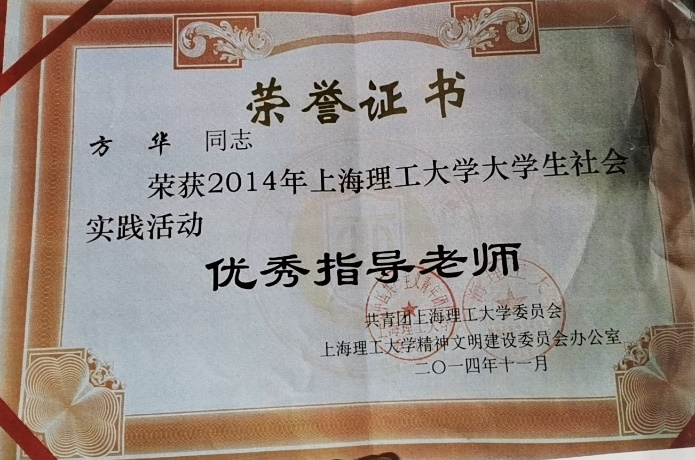 荣誉证书
方 华 同志
荣获2014年上海理工大学大学生社会
实践活动
优秀指导老师
共青团上海理工大学委员会
上海理工大学精神文明建设委员会办公室
二〇一四年十一月